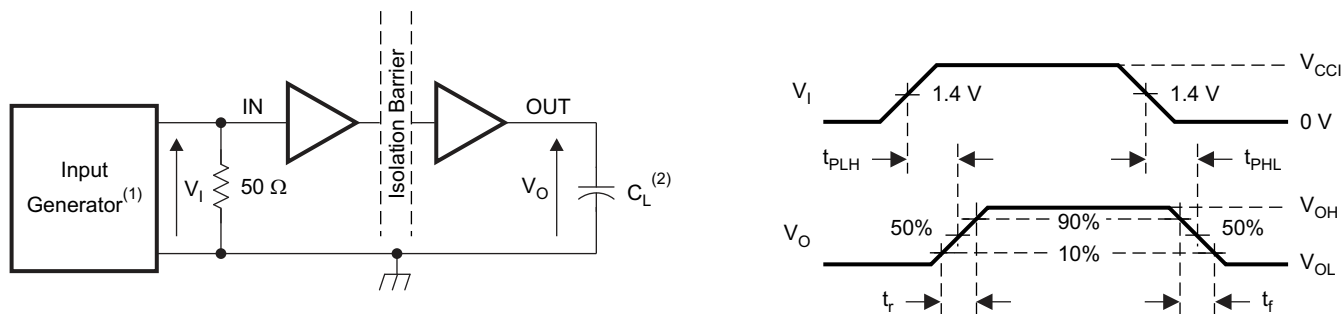 Input
Generator(1)
VI
50 Ω
IN
Isolation Barrier
OUT
VO
CL(2)
VI
1.4 V
1.4 V
VCCI
0 V
tPLH
tPHL
VO
50%
90%
10%
50%
VOH
VOL
tr
tf